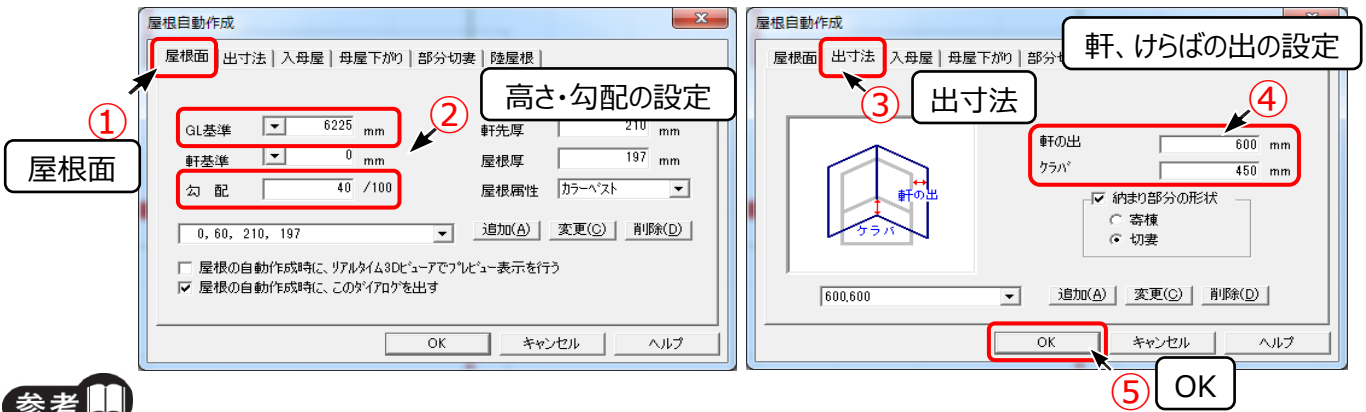 屋根自動作成
屋根面 出寸法 入母屋 母屋下がり 部分切妻 陸屋根
①
屋根面
高さ・勾配の設定
②
GL基準 6225 mm
軒基準 0 mm
勾 配 40 /100
軒先厚 210 mm
屋根厚 197 mm
屋根属性 カラーベスト
0, 60, 210, 197
追加(A) 変更(C) 削除(D)
屋根の自動作成時に、リアルタイム3Dビューアでプレビュー表示を行う
屋根の自動作成時に、このダイアログを出す
OK キャンセル ヘルプ
屋根自動作成
軒、けらばの出の設定
屋根面 出寸法 入母屋 母屋下がり 部分
③
出寸法
④
軒の出
ケラバ
軒の出 600 mm
ケラバ 450 mm
納まり部分の形状
寄棟
切妻
600,600
追加(A) 変更(C) 削除(D)
OK キャンセル ヘルプ
⑤
OK
参考